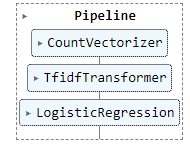 Pipeline
CountVectorizer
TfidfTransformer
LogisticRegression